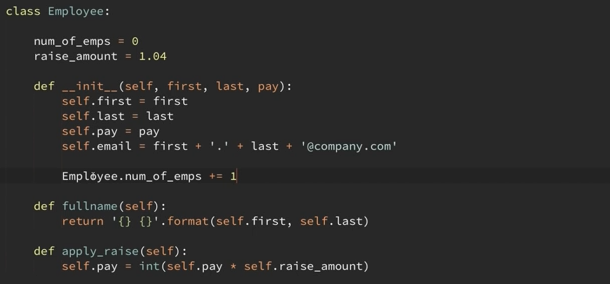 class Employee:
num_of_emps = 0
raise_amount = 1.04
def __init__(self, first, last, pay):
self.first = first
self.last = last
self.pay = pay
self.email = first + '.' + last + '@company.com'
Employee.num_of_emps += 1
def fullname(self):
return '{} {}'.format(self.first, self.last)
def apply_raise(self):
self.pay = int(self.pay * self.raise_amount)